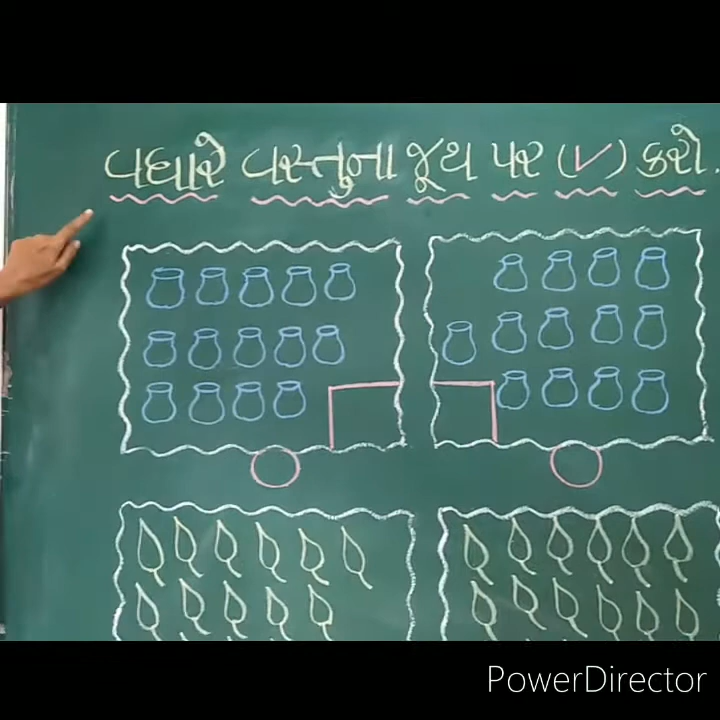 વધારે વસ્તુના જૂથ પર (✓) કરો.
PowerDirector